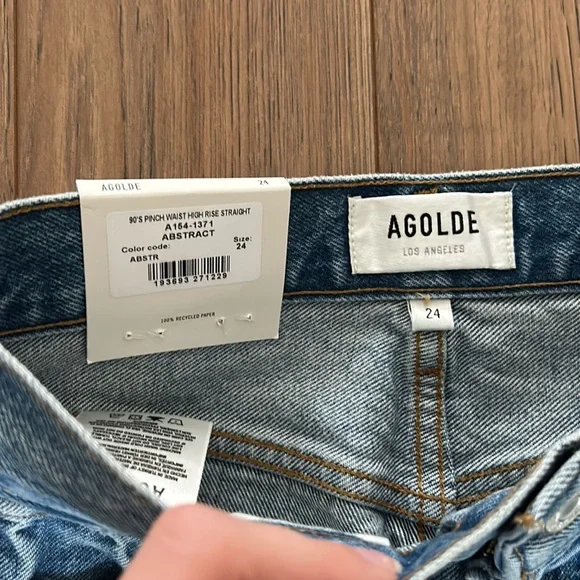 AGOLDE 24
90'S PINCH WAIST HIGH RISE STRAIGHT
A154-1371
ABSTRACT
Color code: Size:
ABSTR 24
193693 271229
100% RECYCLED PAPER
AGOLDE
LOS ANGELES
24